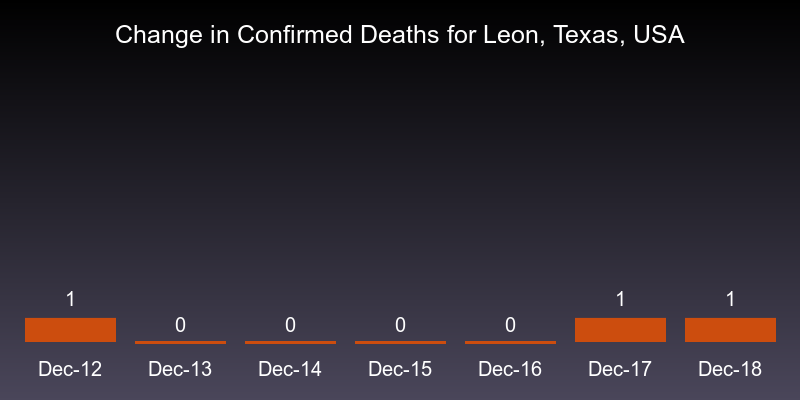 Change in Confirmed Deaths for Leon, Texas, USA
1 0 0 0 0 1 1
Dec-12 Dec-13 Dec-14 Dec-15 Dec-16 Dec-17 Dec-18